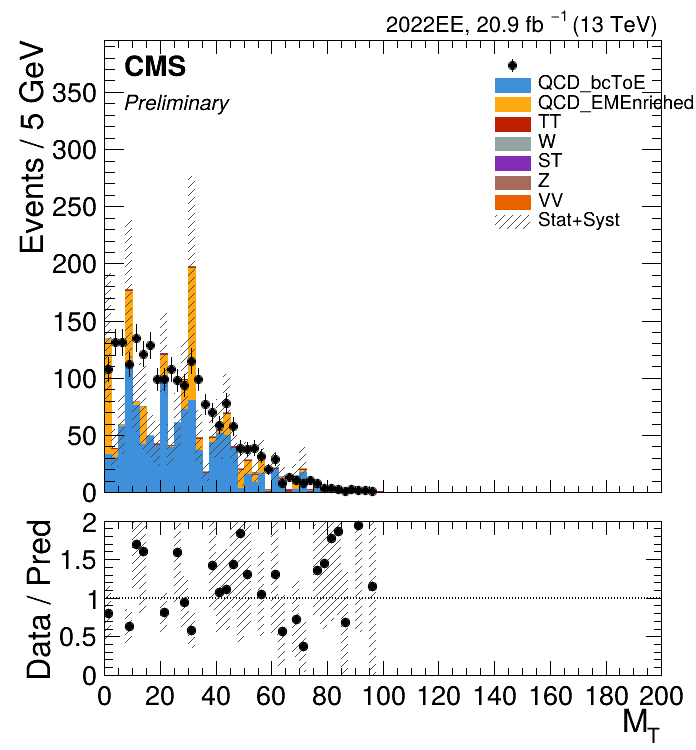 2022EE, 20.9 fb⁻¹ (13 TeV)
CMS
Preliminary
QCD_bcToE
QCD_EMEnriehed
TT
W
ST
Z
VV
Stat+Syst
Events / 5 GeV
350
300
250
200
150
100
50
0
Data / Pred
2
1.5
1
0.5
0
0 20 40 60 80 100 120 140 160 180 200
M_T